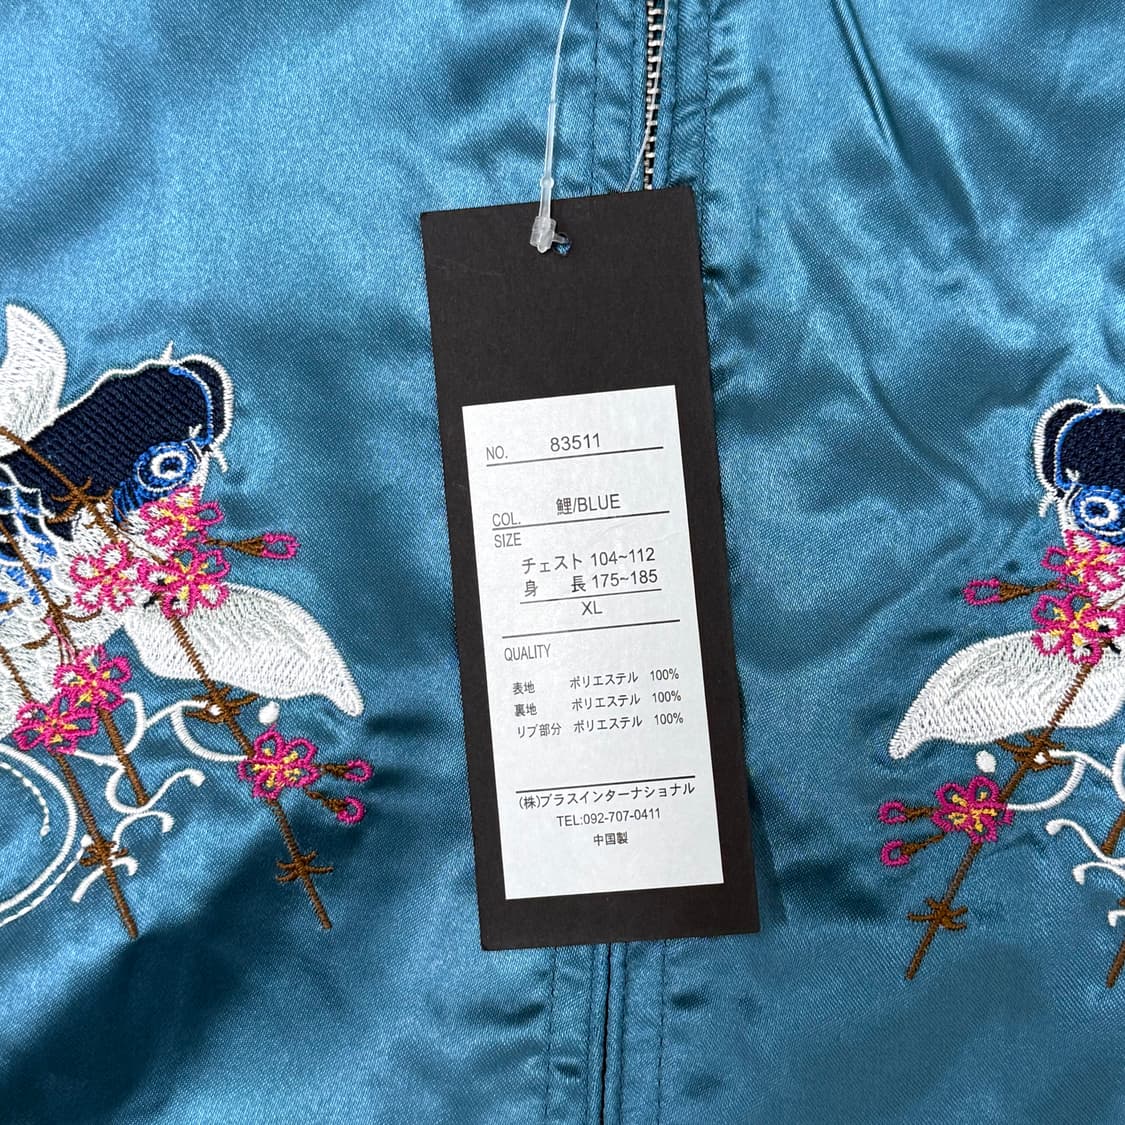 NO. 83511
COL. 鯉/BLUE
SIZE
チェスト 104~112
身 長 175~185
XL
QUALITY
表地 ポリエステル 100%
裏地 ポリエステル 100%
リブ部分 ポリエステル 100%
(株)プラスインターナショナル
TEL:092-707-0411
中国製